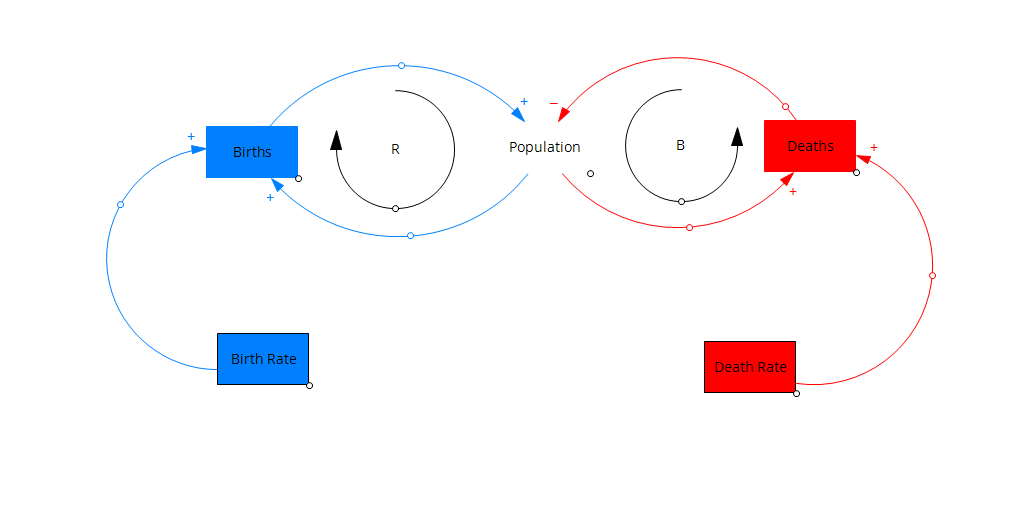 + –
+ Births R Population B Deaths +
+ +
Birth Rate Death Rate